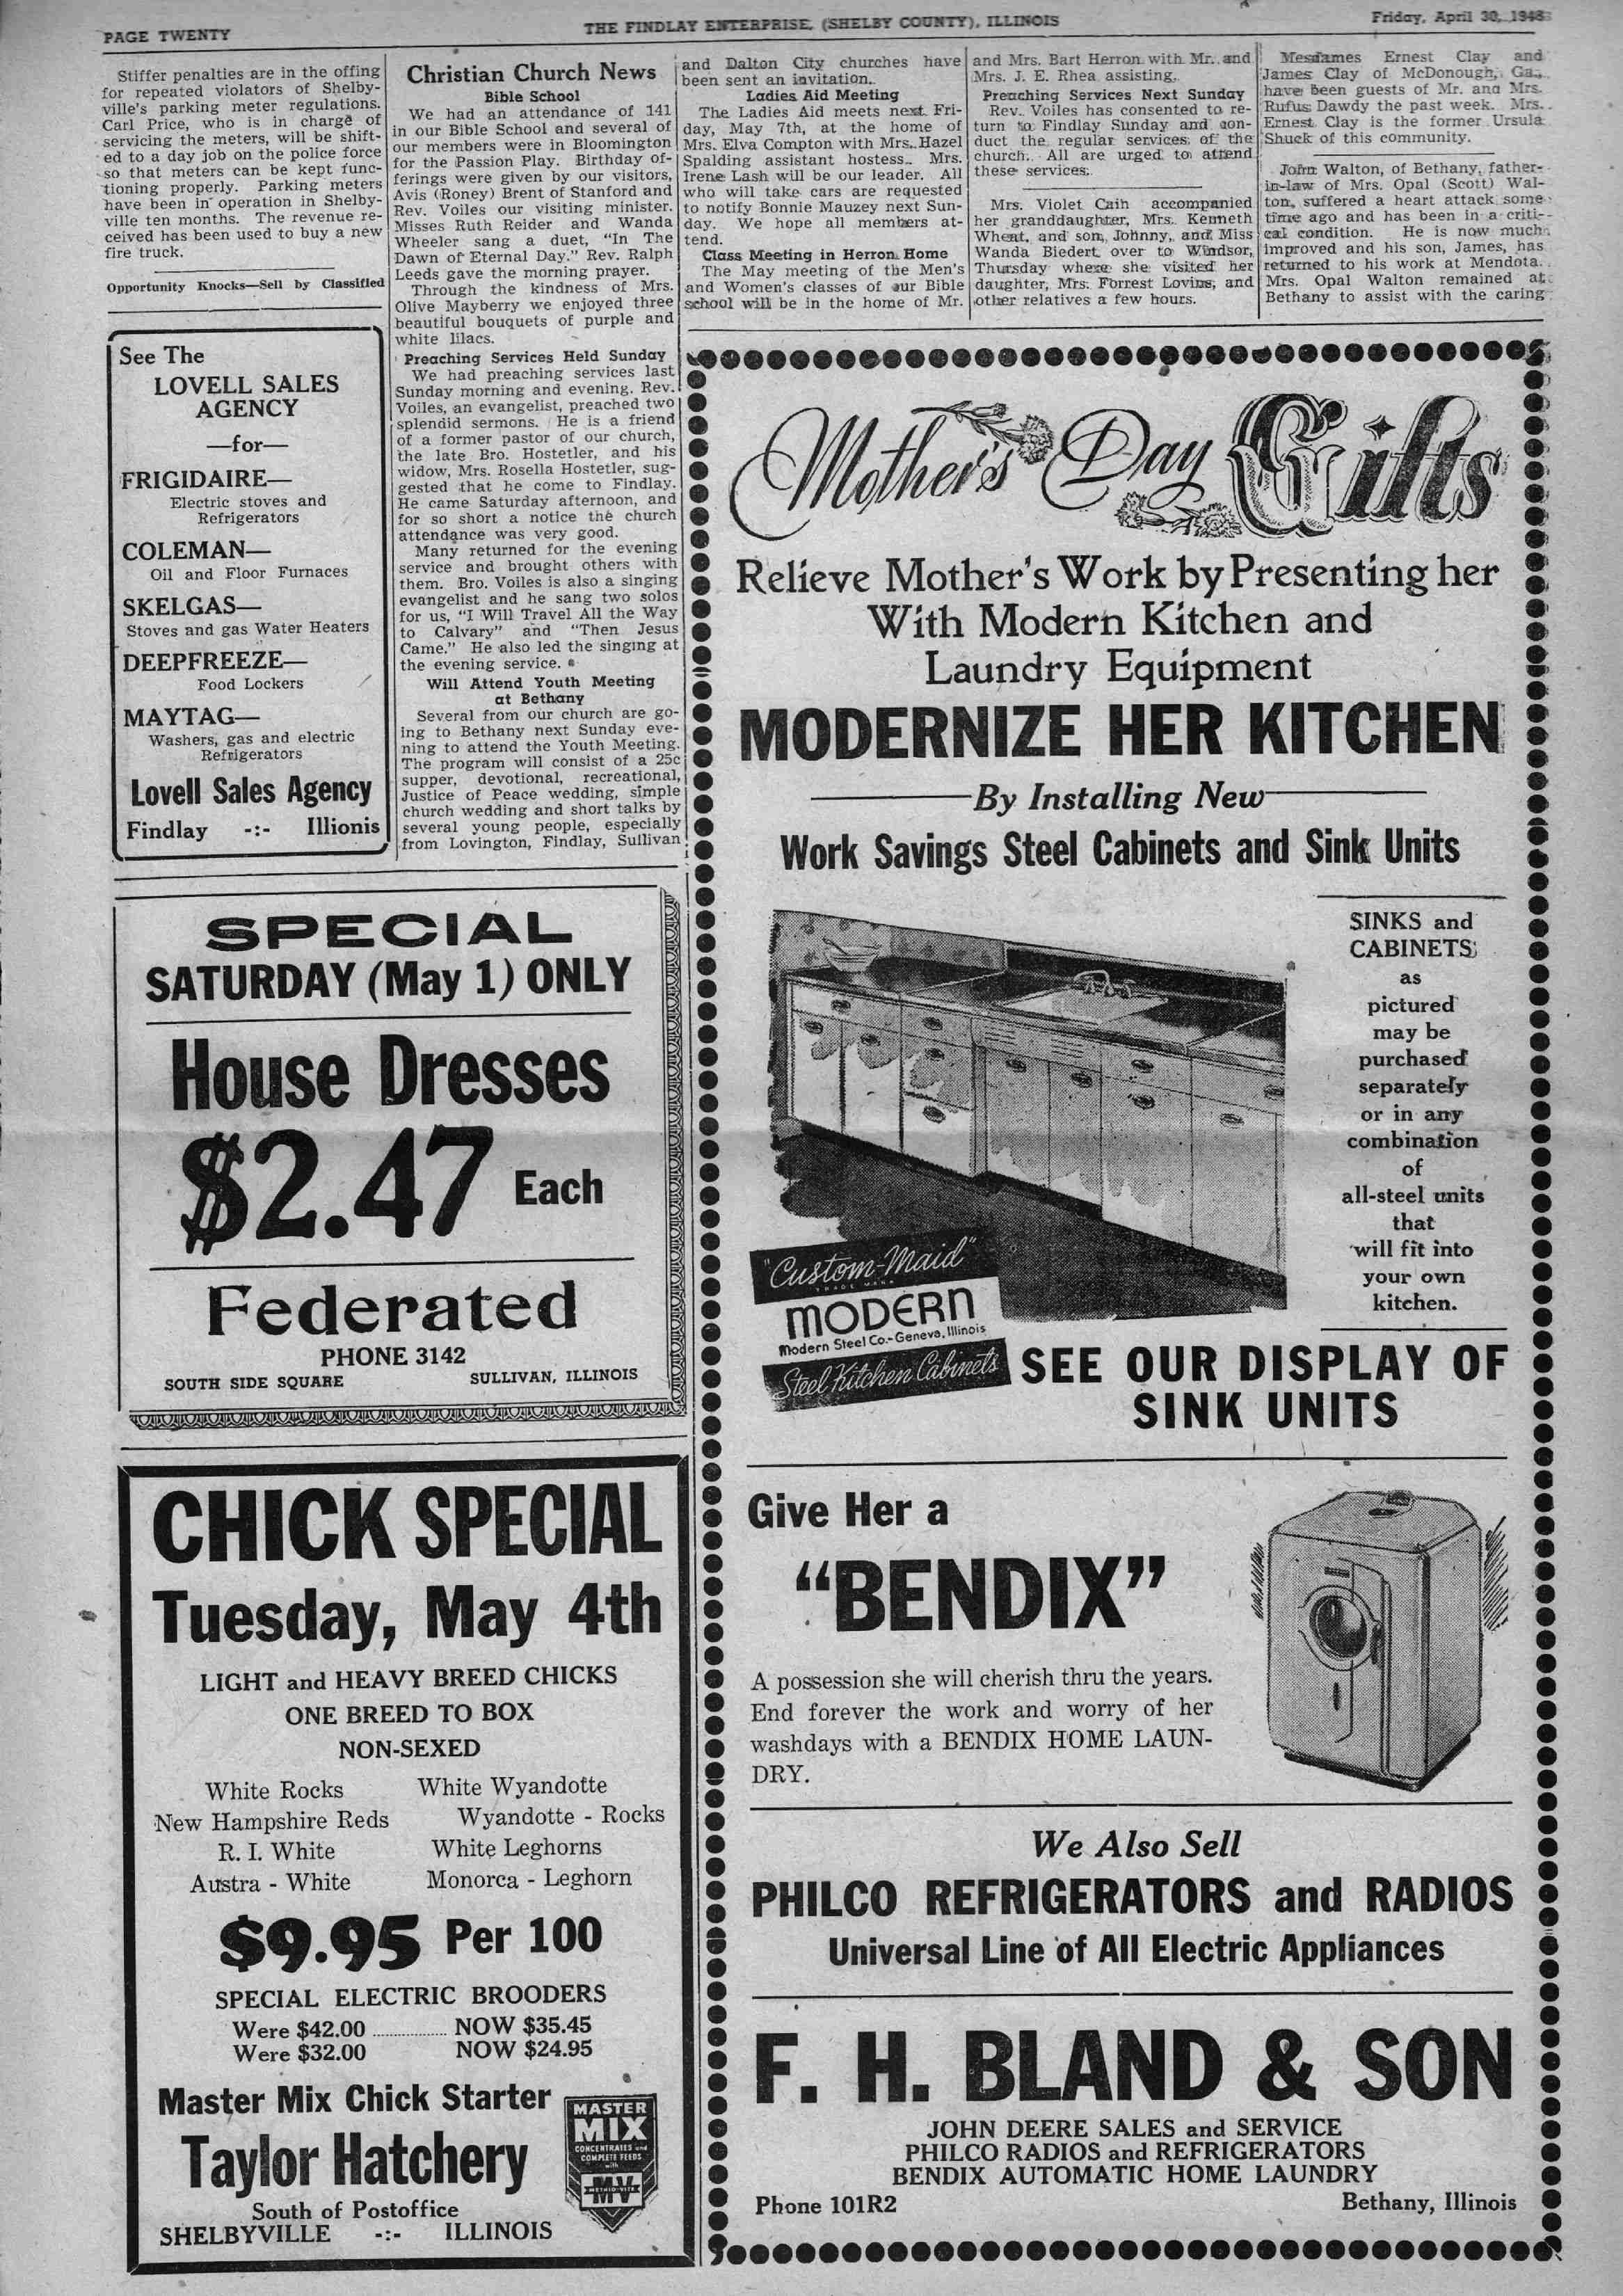 PAGE TWENTY
THE FINDLAY ENTERPRISE, (SHELBY COUNTY), ILLINOIS
Friday, April 30, 1948
Stiffer penalties are in the offing
for repeated violators of Shelby-
ville's parking meter regulations.
Carl Price, who is in charge of
servicing the meters, will be shift-
ed to a day job on the police force
so that meters can be kept func-
tioning properly. Parking meters
have been in operation in Shelby-
ville ten months. The revenue re-
ceived has been used to buy a new
fire truck.
Opportunity Knocks—Sell by Classified
See The
LOVELL SALES
AGENCY
—for—
FRIGIDAIRE—
Electric stoves and
Refrigerators
COLEMAN—
Oil and Floor Furnaces
SKELGAS—
Stoves and gas Water Heaters
DEEPFREEZE—
Food Lockers
MAYTAG—
Washers, gas and electric
Refrigerators
Lovell Sales Agency
Findlay -:- Illionis
Christian Church News
Bible School
We had an attendance of 141
in our Bible School and several of
our members were in Bloomington
for the Passion Play. Birthday of-
ferings were given by our visitors,
Avis (Roney) Brent of Stanford and
Rev. Voiles our visiting minister.
Misses Ruth Reider and Wanda
Wheeler sang a duet, "In The
Dawn of Eternal Day." Rev. Ralph
Leeds gave the morning prayer.
Through the kindness of Mrs.
Olive Mayberry we enjoyed three
beautiful bouquets of purple and
white lilacs.
Preaching Services Held Sunday
We had preaching services last
Sunday morning and evening. Rev.
Voiles, an evangelist, preached two
splendid sermons. He is a friend
of a former pastor of our church,
the late Bro. Hostetler, and his
widow, Mrs. Rosella Hostetler, sug-
gested that he come to Findlay.
He came Saturday afternoon, and
for so short a notice the church
attendance was very good.
Many returned for the evening
service and brought others with
them. Bro. Voiles is also a singing
evangelist and he sang two solos
for us, "I Will Travel All the Way
to Calvary" and "Then Jesus
Came." He also led the singing at
the evening service.
Will Attend Youth Meeting
at Bethany
Several from our church are go-
ing to Bethany next Sunday eve-
ning to attend the Youth Meeting.
The program will consist of a 25c
supper, devotional, recreational,
Justice of Peace wedding, simple
church wedding and short talks by
several young people, especially
from Lovington, Findlay, Sullivan
and Dalton City churches have
been sent an invitation.
Ladies Aid Meeting
The Ladies Aid meets next Fri-
day, May 7th, at the home of
Mrs. Elva Compton with Mrs. Hazel
Spalding assistant hostess. Mrs.
Irene Lash will be our leader. All
who will take cars are requested
to notify Bonnie Mauzey next Sun-
day. We hope all members at-
tend.
Class Meeting in Herron Home
The May meeting of the Men's
and Women's classes of our Bible
school will be in the home of Mr.
and Mrs. Bart Herron with Mr. and
Mrs. J. E. Rhea assisting.
Preaching Services Next Sunday
Rev. Voiles has consented to re-
turn to Findlay Sunday and con-
duct the regular services of the
church. All are urged to attend
these services.
Mrs. Violet Cain accompanied
her granddaughter, Mrs. Kenneth
Wheat, and son, Johnny, and Miss
Wanda Biedert over to Windsor,
Thursday where she visited her
daughter, Mrs. Forrest Lovins, and
other relatives a few hours.
Mesdames Ernest Clay and
James Clay of McDonough, Ga.,
have been guests of Mr. and Mrs.
Rufus Dawdy the past week. Mrs.
Ernest Clay is the former Ursula
Shuck of this community.
John Walton, of Bethany, father-
in-law of Mrs. Opal (Scott) Wal-
ton, suffered a heart attack some
time ago and has been in a criti-
cal condition. He is now much
improved and his son, James, has
returned to his work at Mendota.
Mrs. Opal Walton remained at
Bethany to assist with the caring
SPECIAL
SATURDAY (May 1) ONLY
House Dresses
$2.47 Each
Federated
PHONE 3142
SOUTH SIDE SQUARE SULLIVAN, ILLINOIS
CHICK SPECIAL
Tuesday, May 4th
LIGHT and HEAVY BREED CHICKS
ONE BREED TO BOX
NON-SEXED
White Rocks White Wyandotte
New Hampshire Reds Wyandotte - Rocks
R. I. White White Leghorns
Austra - White Monorca - Leghorn
$9.95 Per 100
SPECIAL ELECTRIC BROODERS
Were $42.00 ........ NOW $35.45
Were $32.00 NOW $24.95
Master Mix Chick Starter
Taylor Hatchery
South of Postoffice
SHELBYVILLE -:- ILLINOIS
MASTER
MIX
CONCENTRATES and
COMPLETE FEEDS
with
MV
METHIO-VITE
Mother's Day Gifts
Relieve Mother's Work by Presenting her
With Modern Kitchen and
Laundry Equipment
MODERNIZE HER KITCHEN
By Installing New
Work Savings Steel Cabinets and Sink Units
SINKS and
CABINETS
as
pictured
may be
purchased
separately
or in any
combination
of
all-steel units
that
will fit into
your own
kitchen.
"Custom-Maid"
TRADE MARK
MODERN
Modern Steel Co.-Geneva, Illinois
Steel Kitchen Cabinets
SEE OUR DISPLAY OF
SINK UNITS
Give Her a
"BENDIX"
A possession she will cherish thru the years.
End forever the work and worry of her
washdays with a BENDIX HOME LAUN-
DRY.
We Also Sell
PHILCO REFRIGERATORS and RADIOS
Universal Line of All Electric Appliances
F. H. BLAND & SON
JOHN DEERE SALES and SERVICE
PHILCO RADIOS and REFRIGERATORS
BENDIX AUTOMATIC HOME LAUNDRY
Phone 101R2 Bethany, Illinois